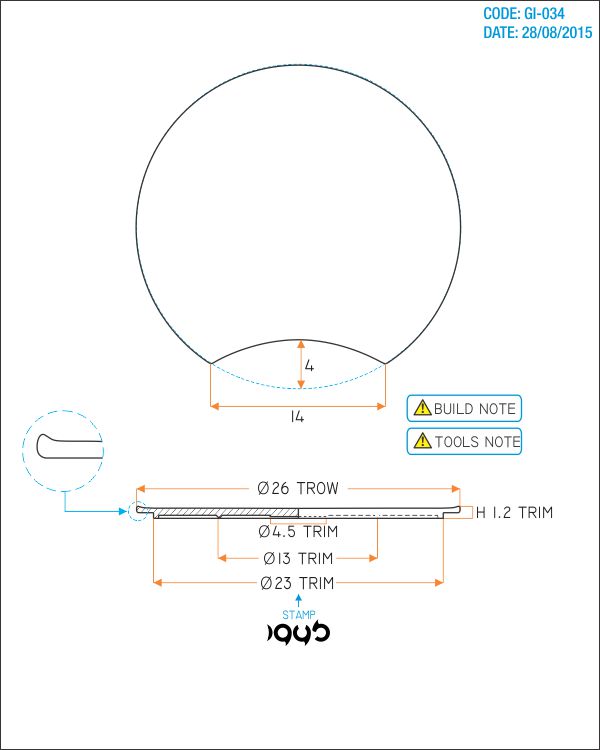 CODE: GI-034
DATE: 28/08/2015
4
14
BUILD NOTE
TOOLS NOTE
Ø26 TROW
H 1.2 TRIM
Ø4.5 TRIM
Ø13 TRIM
Ø23 TRIM
STAMP